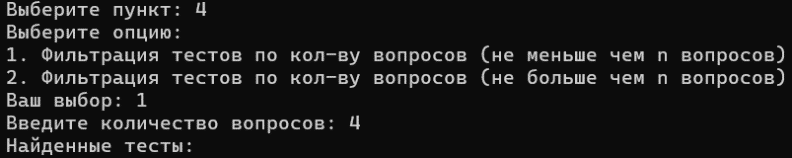 Выберите пункт: 4
Выберите опцию:
1. Фильтрация тестов по кол-ву вопросов (не меньше чем n вопросов)
2. Фильтрация тестов по кол-ву вопросов (не больше чем n вопросов)
Ваш выбор: 1
Введите количество вопросов: 4
Найденные тесты: